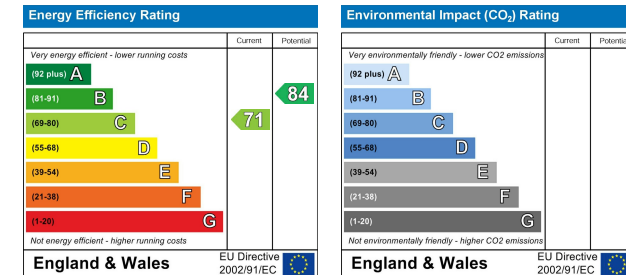 Energy Efficiency Rating
Current Potential
Very energy efficient - lower running costs
(92 plus) A
(81-91) B
84
(69-80) C
71
(55-68) D
(39-54) E
(21-38) F
(1-20) G
Not energy efficient - higher running costs
England & Wales
EU Directive
2002/91/EC
Environmental Impact (CO₂) Rating
Current Potential
Very environmentally friendly - lower CO2 emissions
(92 plus) A
(81-91) B
(69-80) C
(55-68) D
(39-54) E
(21-38) F
(1-20) G
Not environmentally friendly - higher CO2 emissions
England & Wales
EU Directive
2002/91/EC